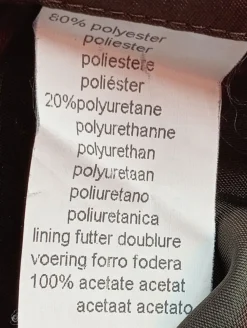 80% polyester
poliester
poliestere
poliéster
20%polyuretane
polyurethanne
polyurethan
polyuretaan
poliuretano
poliuretanica
lining futter doublure
voering forro fodera
100% acetate acetat
acetaat acetato